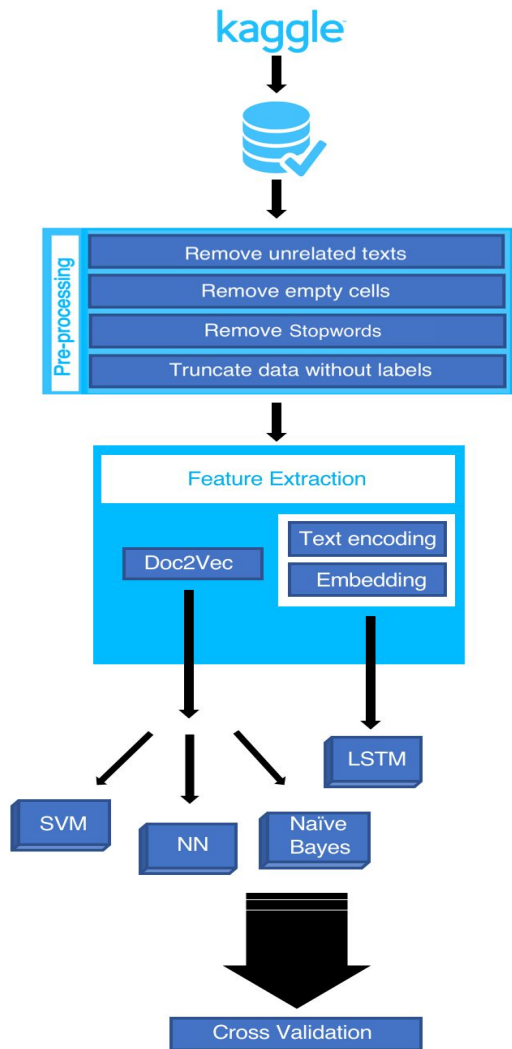 kaggle
Pre-processing
Remove unrelated texts
Remove empty cells
Remove Stopwords
Truncate data without labels
Feature Extraction
Doc2Vec
Text encoding
Embedding
LSTM
SVM
NN
Naïve
Bayes
Cross Validation